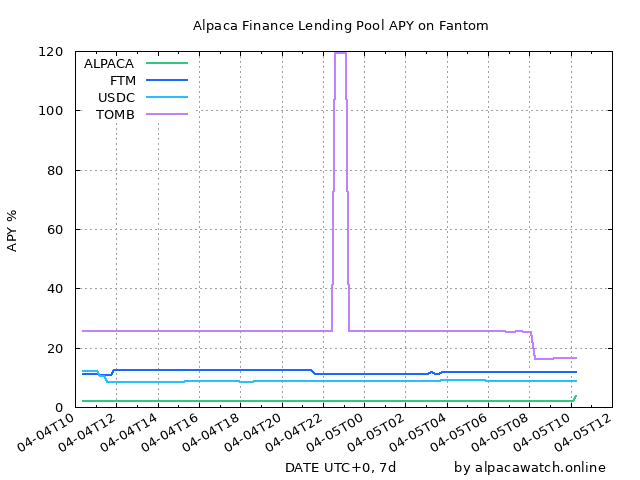 Alpaca Finance Lending Pool APY on Fantom
120
100
80
60
40
20
0
APY %
ALPACA
FTM
USDC
TOMB
04-04T10
04-04T12
04-04T14
04-04T16
04-04T18
04-04T20
04-04T22
04-05T00
04-05T02
04-05T04
04-05T06
04-05T08
04-05T10
04-05T12
DATE UTC+0, 7d
by alpacawatch.online